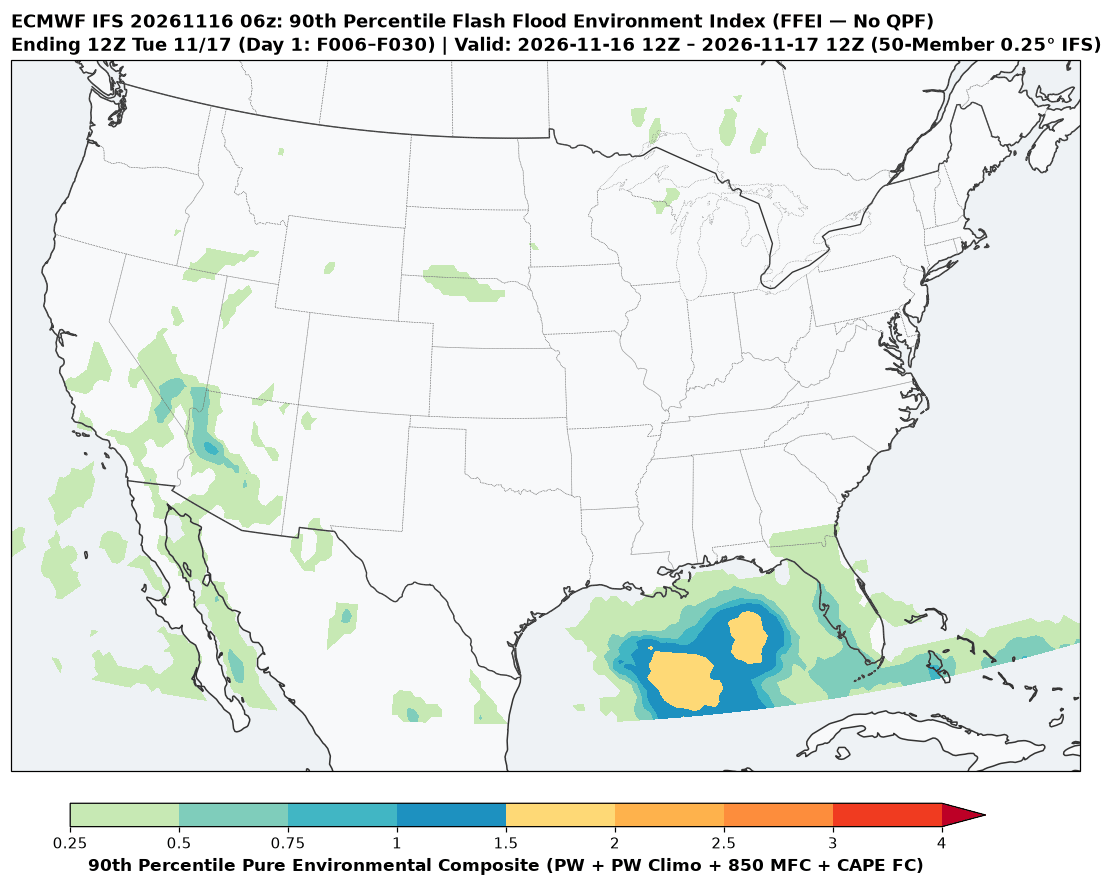 ECMWF IFS 20261116 06z: 90th Percentile Flash Flood Environment Index (FFEI — No QPF)
Ending 12Z Tue 11/17 (Day 1: F006–F030) | Valid: 2026-11-16 12Z – 2026-11-17 12Z (50-Member 0.25° IFS)
0.25 0.5 0.75 1 1.5 2 2.5 3 4
90th Percentile Pure Environmental Composite (PW + PW Climo + 850 MFC + CAPE FC)